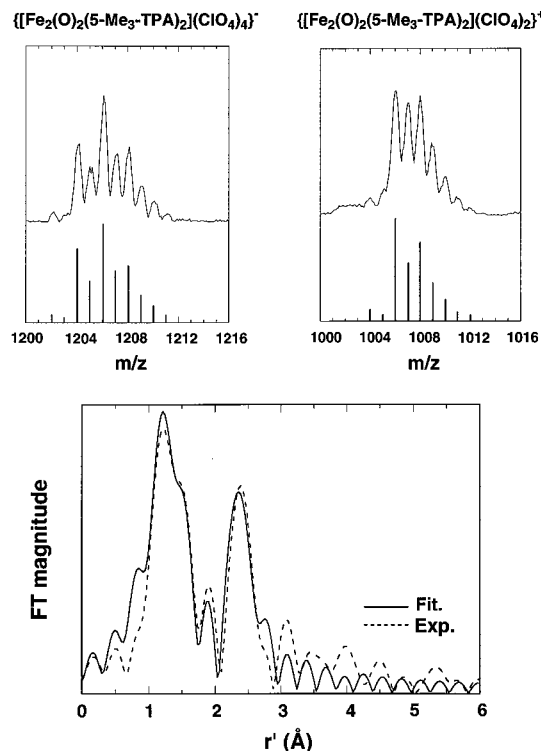 {[Fe₂(O)₂(5-Me₃-TPA)₂](ClO₄)₄}⁻
{[Fe₂(O)₂(5-Me₃-TPA)₂](ClO₄)₂}⁺
1200 1204 1208 1212 1216
m/z
1000 1004 1008 1012 1016
m/z
FT magnitude
Fit.
Exp.
0 1 2 3 4 5 6
r' (Å)